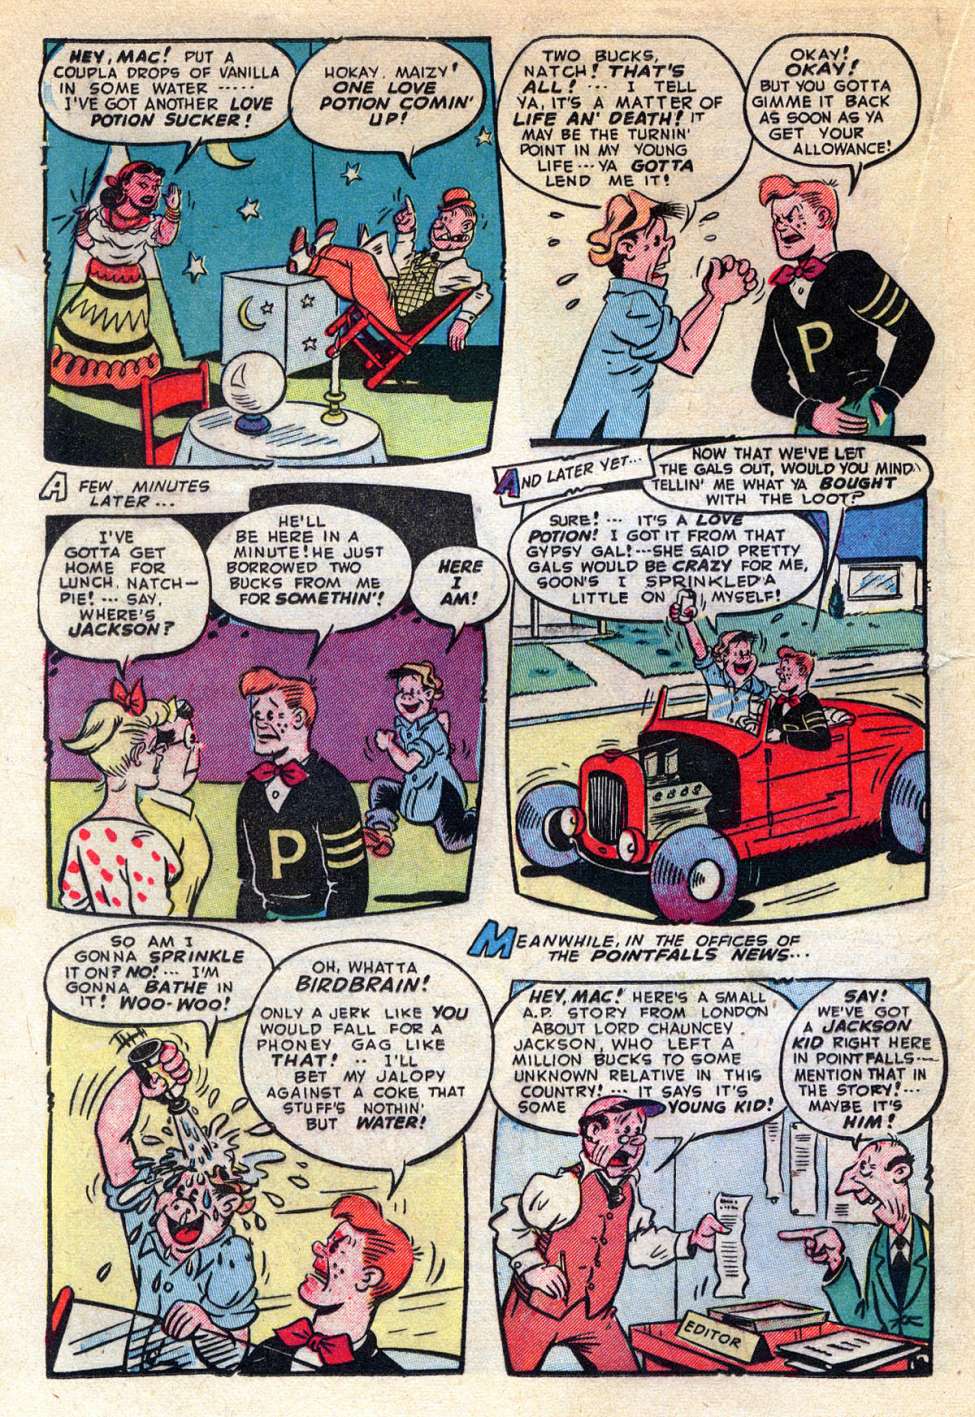 HEY, MAC! PUT A
COUPLA DROPS OF VANILLA
IN SOME WATER -----
I'VE GOT ANOTHER LOVE
POTION SUCKER!
HOKAY, MAIZY!
ONE LOVE
POTION COMIN'
UP!
TWO BUCKS,
NATCH! THAT'S
ALL! --- I TELL
YA, IT'S A MATTER OF
LIFE AN' DEATH! IT
MAY BE THE TURNIN'
POINT IN MY YOUNG
LIFE --- YA GOTTA
LEND ME IT!
OKAY!
OKAY!
BUT YOU GOTTA
GIMME IT BACK
AS SOON AS YA
GET YOUR
ALLOWANCE!
P
A FEW MINUTES
LATER...
I'VE
GOTTA GET
HOME FOR
LUNCH, NATCH-
PIE! --- SAY,
WHERE'S
JACKSON?
HE'LL
BE HERE IN A
MINUTE! HE JUST
BORROWED TWO
BUCKS FROM ME
FOR SOMETHIN'!
HERE
I
AM!
P
AND LATER YET...
NOW THAT WE'VE LET
THE GALS OUT, WOULD YOU MIND
TELLIN' ME WHAT YA BOUGHT
WITH THE LOOT?
SURE! --- IT'S A LOVE
POTION! I GOT IT FROM THAT
GYPSY GAL! --- SHE SAID PRETTY
GALS WOULD BE CRAZY FOR ME,
SOON'S I SPRINKLED A
LITTLE ON MYSELF!
SO AM I
GONNA SPRINKLE
IT ON? NO! --- I'M
GONNA BATHE IN
IT! WOO-WOO!
OH, WHATTA
BIRDBRAIN!
ONLY A JERK LIKE YOU
WOULD FALL FOR A
PHONEY GAG LIKE
THAT! -- I'LL
BET MY JALOPY
AGAINST A COKE THAT
STUFF'S NOTHIN'
BUT WATER!
MEANWHILE, IN THE OFFICES OF
THE POINTFALLS NEWS...
HEY, MAC! HERE'S A SMALL
A.P. STORY FROM LONDON
ABOUT LORD CHAUNCEY
JACKSON, WHO LEFT A
MILLION BUCKS TO SOME
UNKNOWN RELATIVE IN THIS
COUNTRY! --- IT SAYS IT'S
SOME YOUNG KID!
SAY!
WE'VE GOT
A JACKSON
KID RIGHT HERE
IN POINTFALLS---
MENTION THAT IN
THE STORY! ---
MAYBE IT'S
HIM!
EDITOR